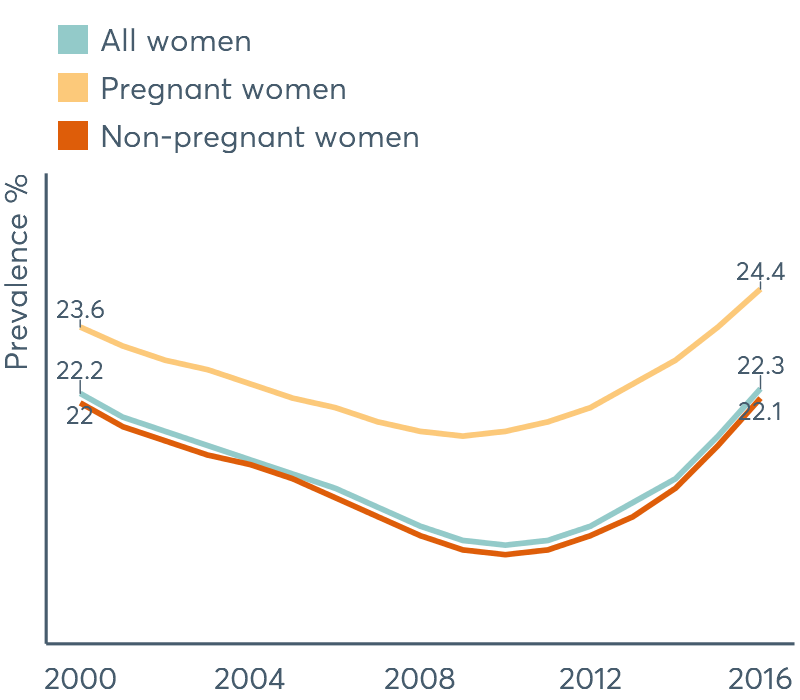 All women
Pregnant women
Non-pregnant women
Prevalence %
24.4
23.6
22.3
22.2
22.1
22
2000 2004 2008 2012 2016